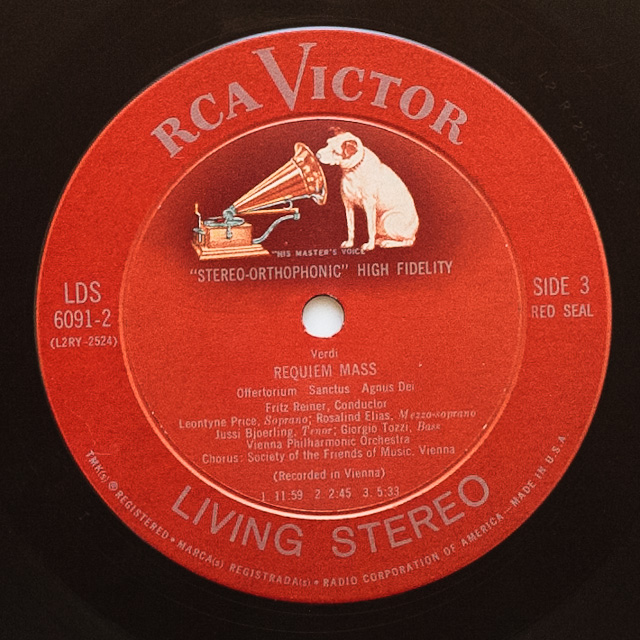 RCA VICTOR
"HIS MASTER'S VOICE"
"STEREO-ORTHOPHONIC" HIGH FIDELITY
LDS
6091-2
(L2RY-2524)
SIDE 3
RED SEAL
Verdi
REQUIEM MASS
Offertorium Sanctus Agnus Dei
Fritz Reiner, Conductor
Leontyne Price, Soprano; Rosalind Elias, Mezzo-soprano
Jussi Bjoerling, Tenor; Giorgio Tozzi, Bass
Vienna Philharmonic Orchestra
Chorus: Society of the Friends of Music, Vienna
(Recorded in Vienna)
1. 11:59 2. 2:45 3. 5:33
LIVING STEREO
TMK(s) ® REGISTERED • MARCA(s) REGISTRADA(s) • RADIO CORPORATION OF AMERICA—MADE IN U.S.A